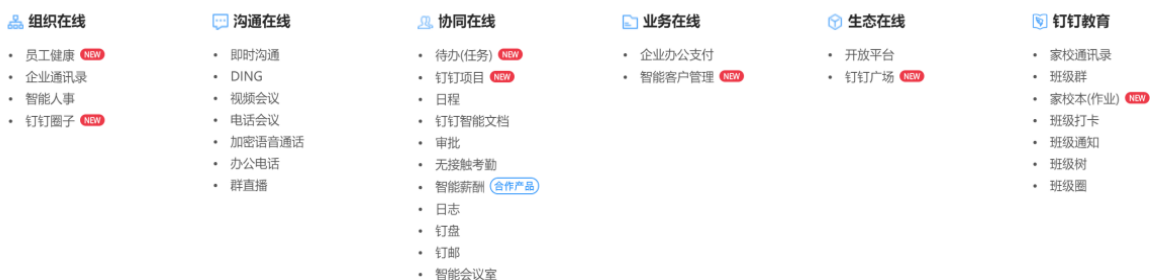 组织在线
员工健康 NEW
企业通讯录
智能人事
钉钉圈子 NEW
沟通在线
即时沟通
DING
视频会议
电话会议
加密语音通话
办公电话
群直播
协同在线
待办(任务) NEW
钉钉项目 NEW
日程
钉钉智能文档
审批
无接触考勤
智能薪酬 合作产品
日志
钉盘
钉邮
智能会议室
业务在线
企业办公支付
智能客户管理 NEW
生态在线
开放平台
钉钉广场 NEW
钉钉教育
家校通讯录
班级群
家校本(作业) NEW
班级打卡
班级通知
班级树
班级圈